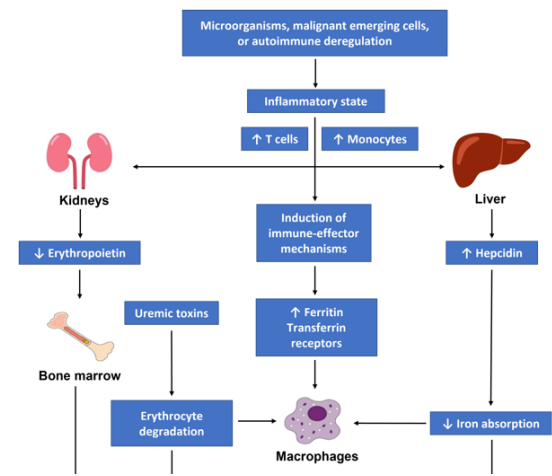 Microorganisms, malignant emerging cells,
or autoimmune deregulation
Inflammatory state
↑ T cells
↑ Monocytes
Kidneys
Liver
Induction of
immune-effector
mechanisms
↓ Erythropoietin
↑ Hepcidin
Uremic toxins
↑ Ferritin
Transferrin
receptors
Bone marrow
Erythrocyte
degradation
Macrophages
↓ Iron absorption